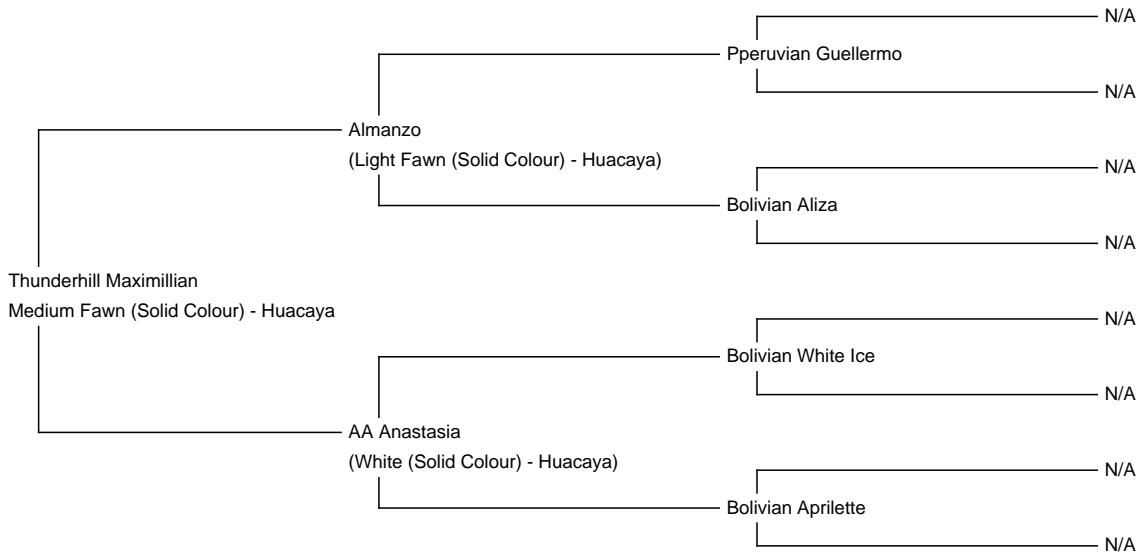 N/A
Pperuvian Guellermo
N/A
Almanzo
(Light Fawn (Solid Colour) - Huacaya)
N/A
Bolivian Aliza
N/A
Thunderhill Maximillian
Medium Fawn (Solid Colour) - Huacaya
N/A
Bolivian White Ice
N/A
AA Anastasia
(White (Solid Colour) - Huacaya)
N/A
Bolivian Aprilette
N/A